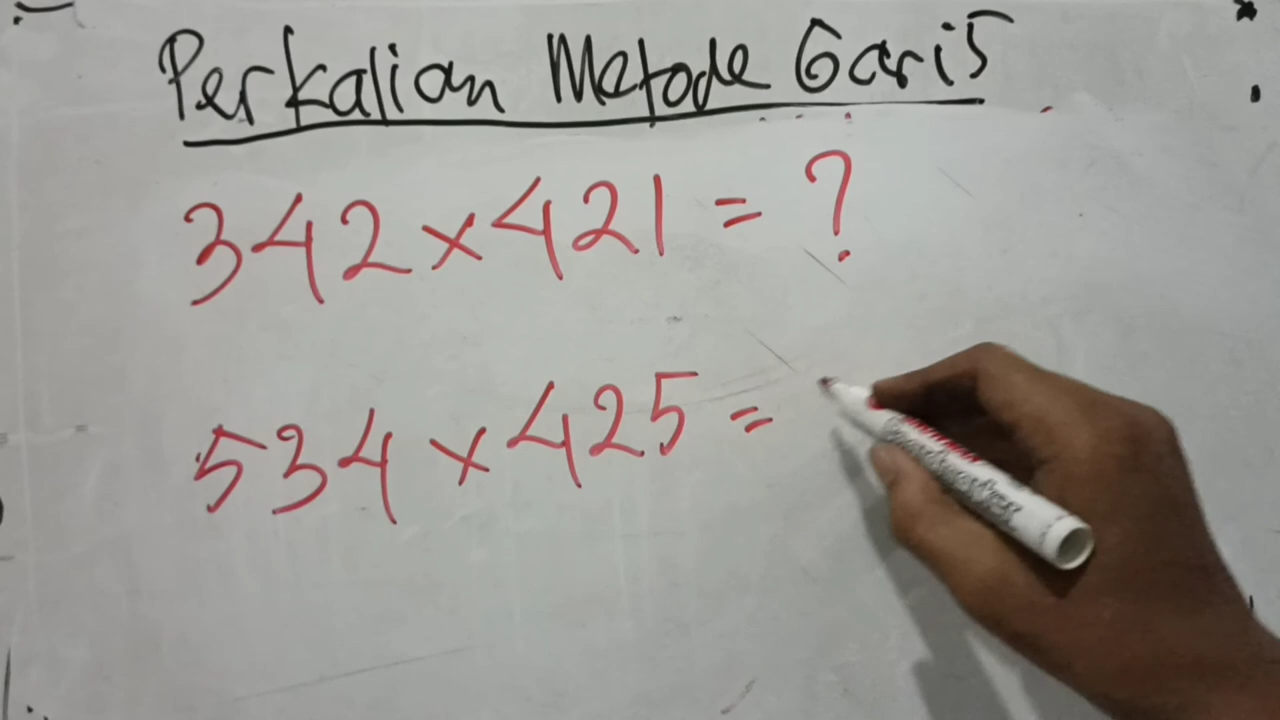 Perkalian Metode Garis
342 × 421 = ?
534 × 425 =